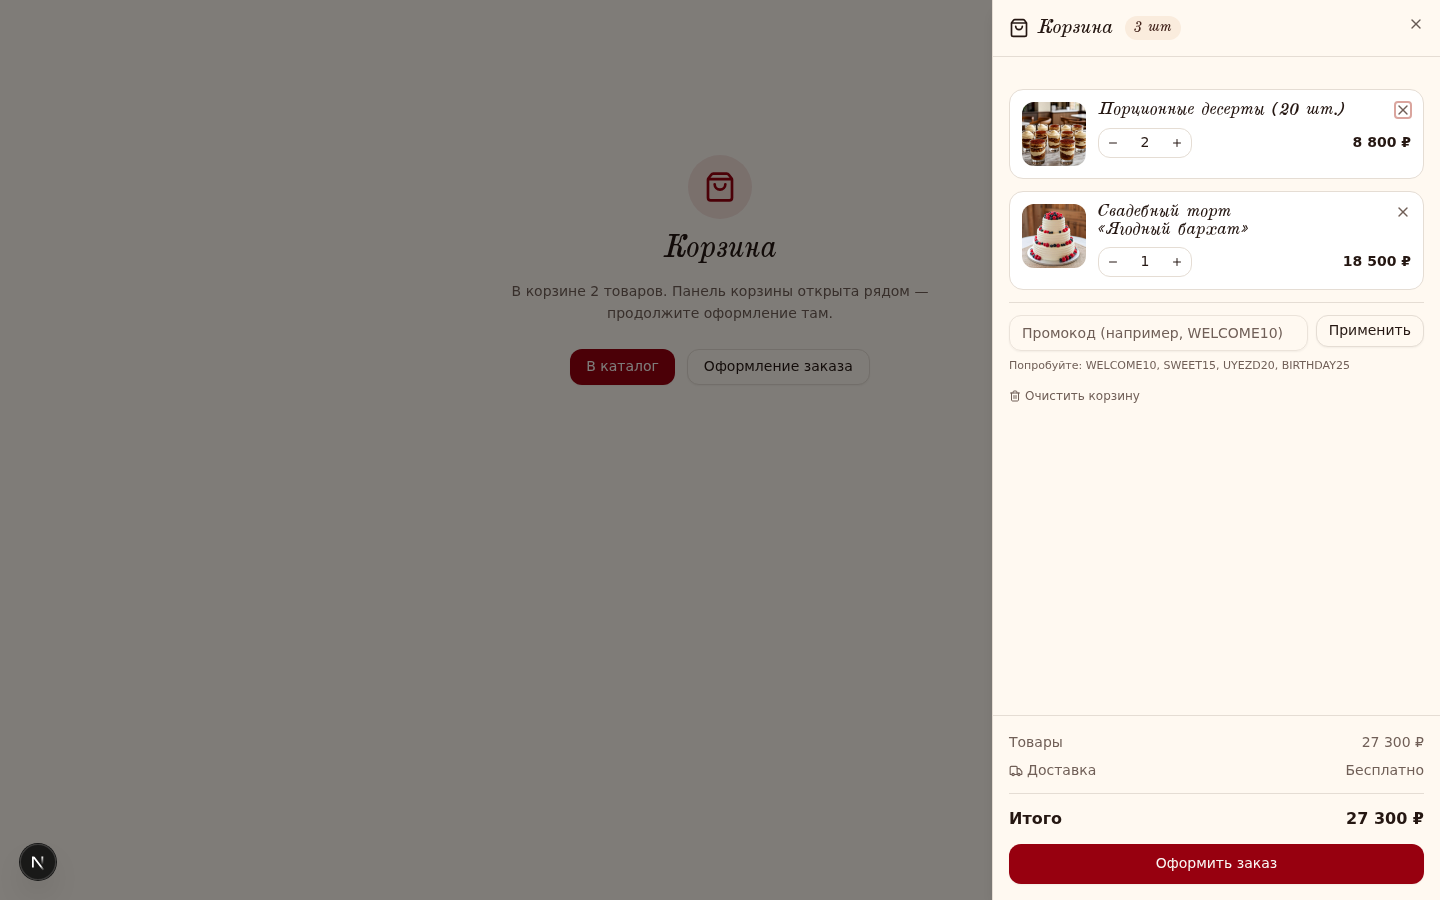 Корзина
3 шт
Порционные десерты (20 шт.)
2
8 800 ₽
Свадебный торт
«Ягодный бархат»
1
18 500 ₽
Промокод (например, WELCOME10)
Применить
Попробуйте: WELCOME10, SWEET15, UYEZD20, BIRTHDAY25
Очистить корзину
Товары
27 300 ₽
Доставка
Бесплатно
Итого
27 300 ₽
Оформить заказ
Корзина
В корзине 2 товаров. Панель корзины открыта рядом —
продолжите оформление там.
В каталог
Оформление заказа
N